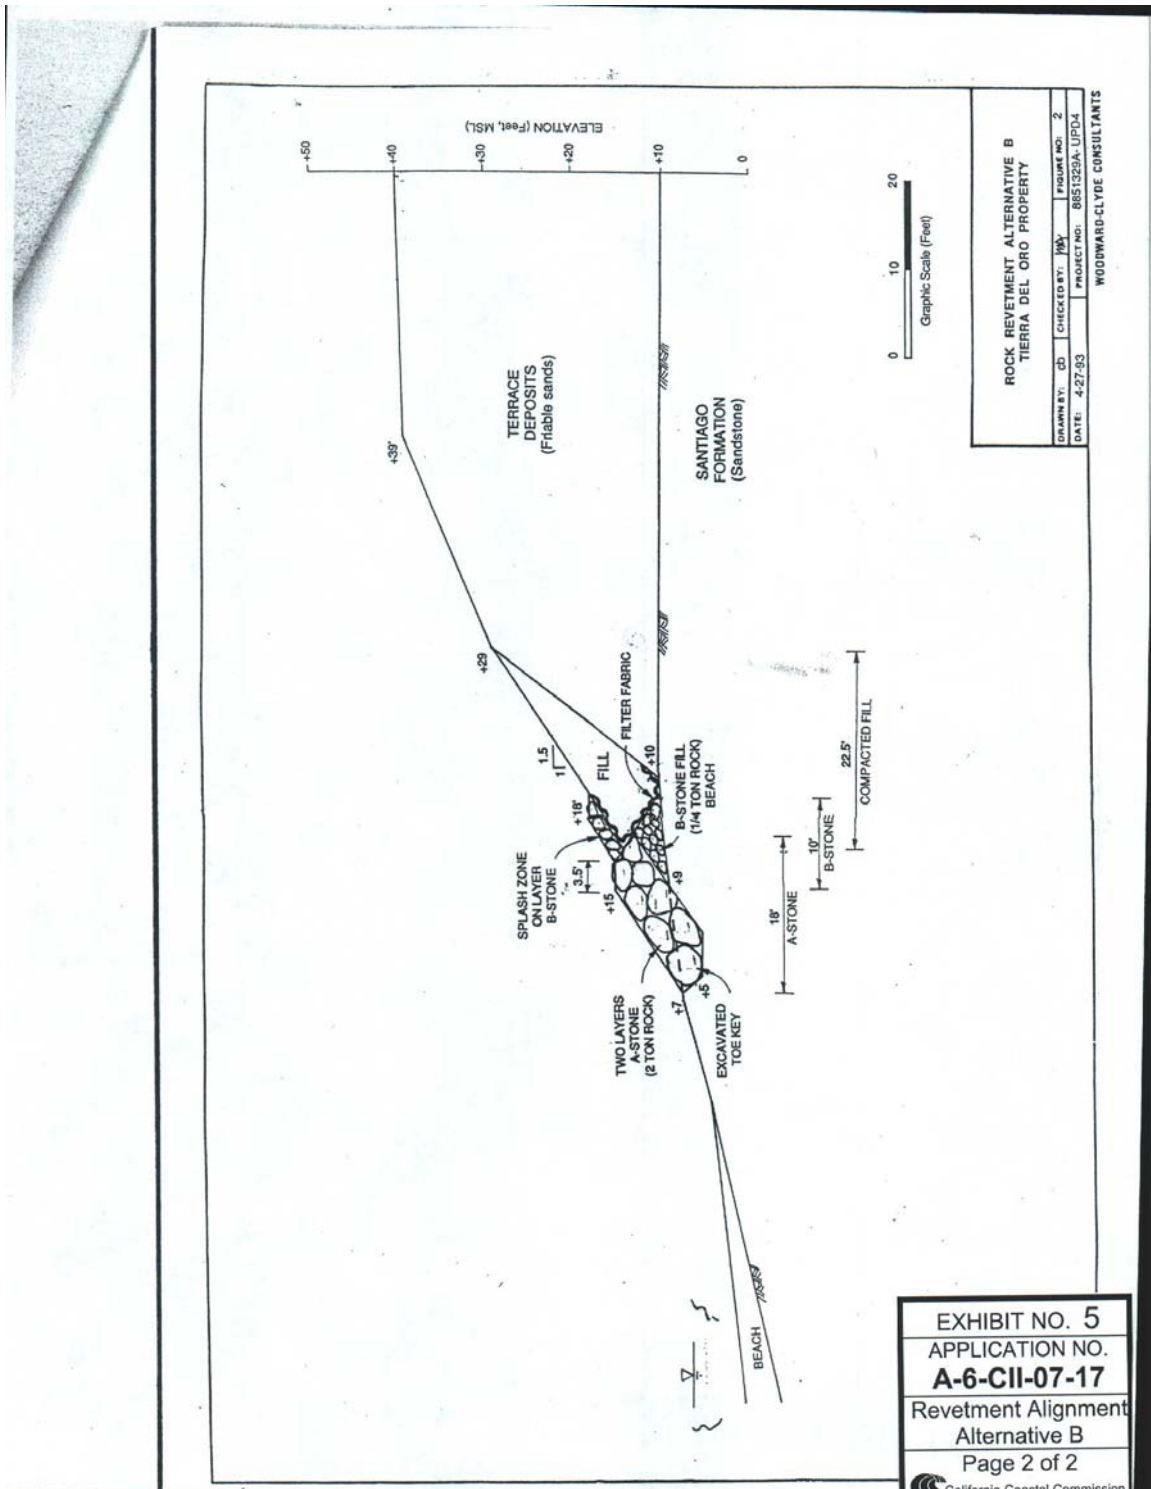 ELEVATION (Feet, MSL)
+50
+40
+30
+20
+10
0
+39'
TERRACE
DEPOSITS
(Friable sands)
SANTIAGO
FORMATION
(Sandstone)
+29
1.5
1
FILL
FILTER FABRIC
+10
B-STONE FILL
(1/4 TON ROCK)
BEACH
+18'
SPLASH ZONE
ON LAYER
B-STONE
3.5'
+15
+9
TWO LAYERS
A-STONE
(2 TON ROCK)
+7
+5
EXCAVATED
TOE KEY
18'
A-STONE
10'
B-STONE
22.5'
COMPACTED FILL
BEACH
0
10
20
Graphic Scale (Feet)
ROCK REVETMENT ALTERNATIVE B
TIERRA DEL ORO PROPERTY
DRAWN BY: cb CHECKED BY: FIGURE NO: 2
DATE: 4-27-93 PROJECT NO: 8851329A-UPD4
WOODWARD-CLYDE CONSULTANTS
EXHIBIT NO. 5
APPLICATION NO.
A-6-CII-07-17
Revetment Alignment
Alternative B
Page 2 of 2
California Coastal Commission